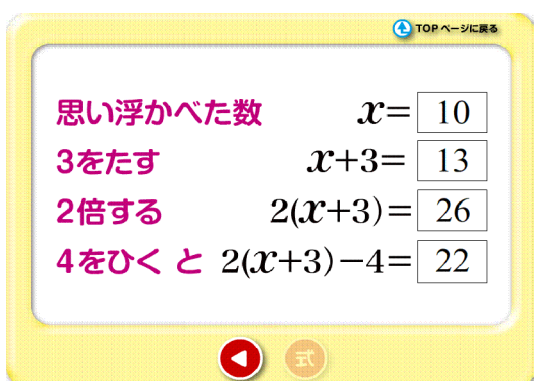 TOPページに戻る
思い浮かべた数 x= 10
3をたす x+3= 13
2倍する 2(x+3)= 26
4をひく と 2(x+3)−4= 22
式